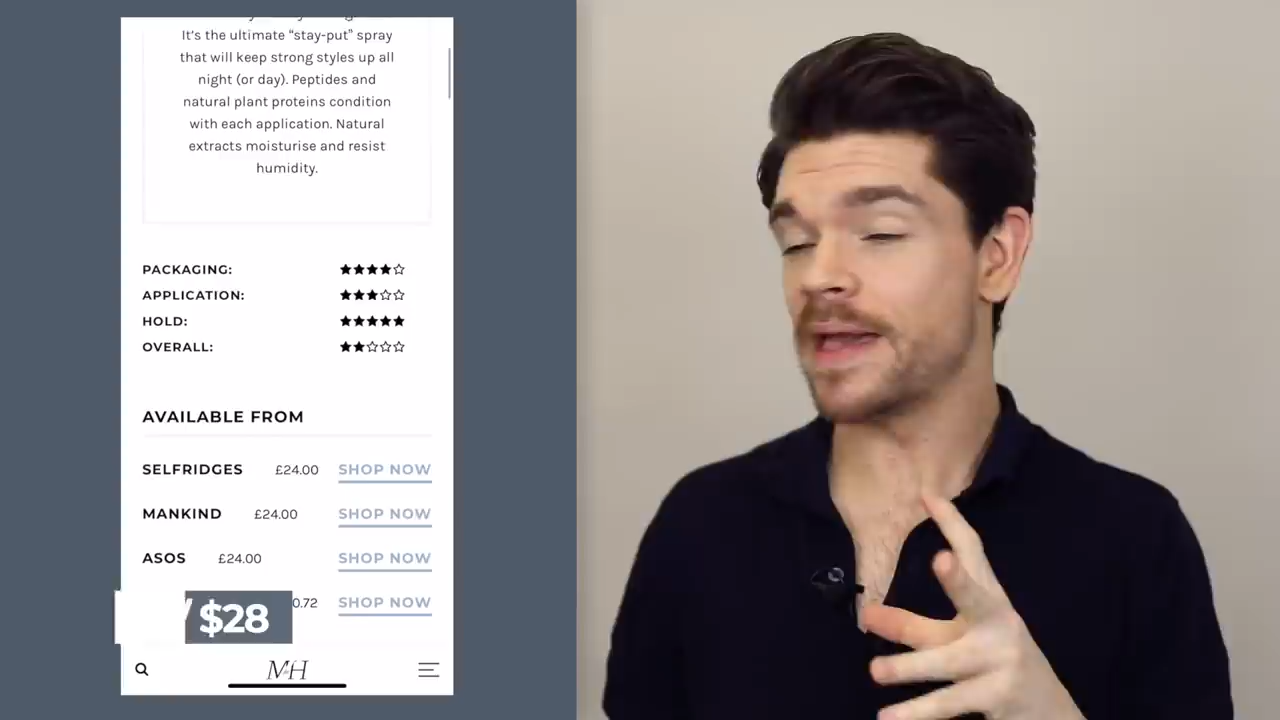 It's the ultimate “stay-put” spray
that will keep strong styles up all
night (or day). Peptides and
natural plant proteins condition
with each application. Natural
extracts moisturise and resist
humidity.
PACKAGING: ★★★★☆
APPLICATION: ★★★☆☆
HOLD: ★★★★★
OVERALL: ★★☆☆☆
AVAILABLE FROM
SELFRIDGES £24.00 SHOP NOW
MANKIND £24.00 SHOP NOW
ASOS £24.00 SHOP NOW
/ $28 0.72 SHOP NOW
MH